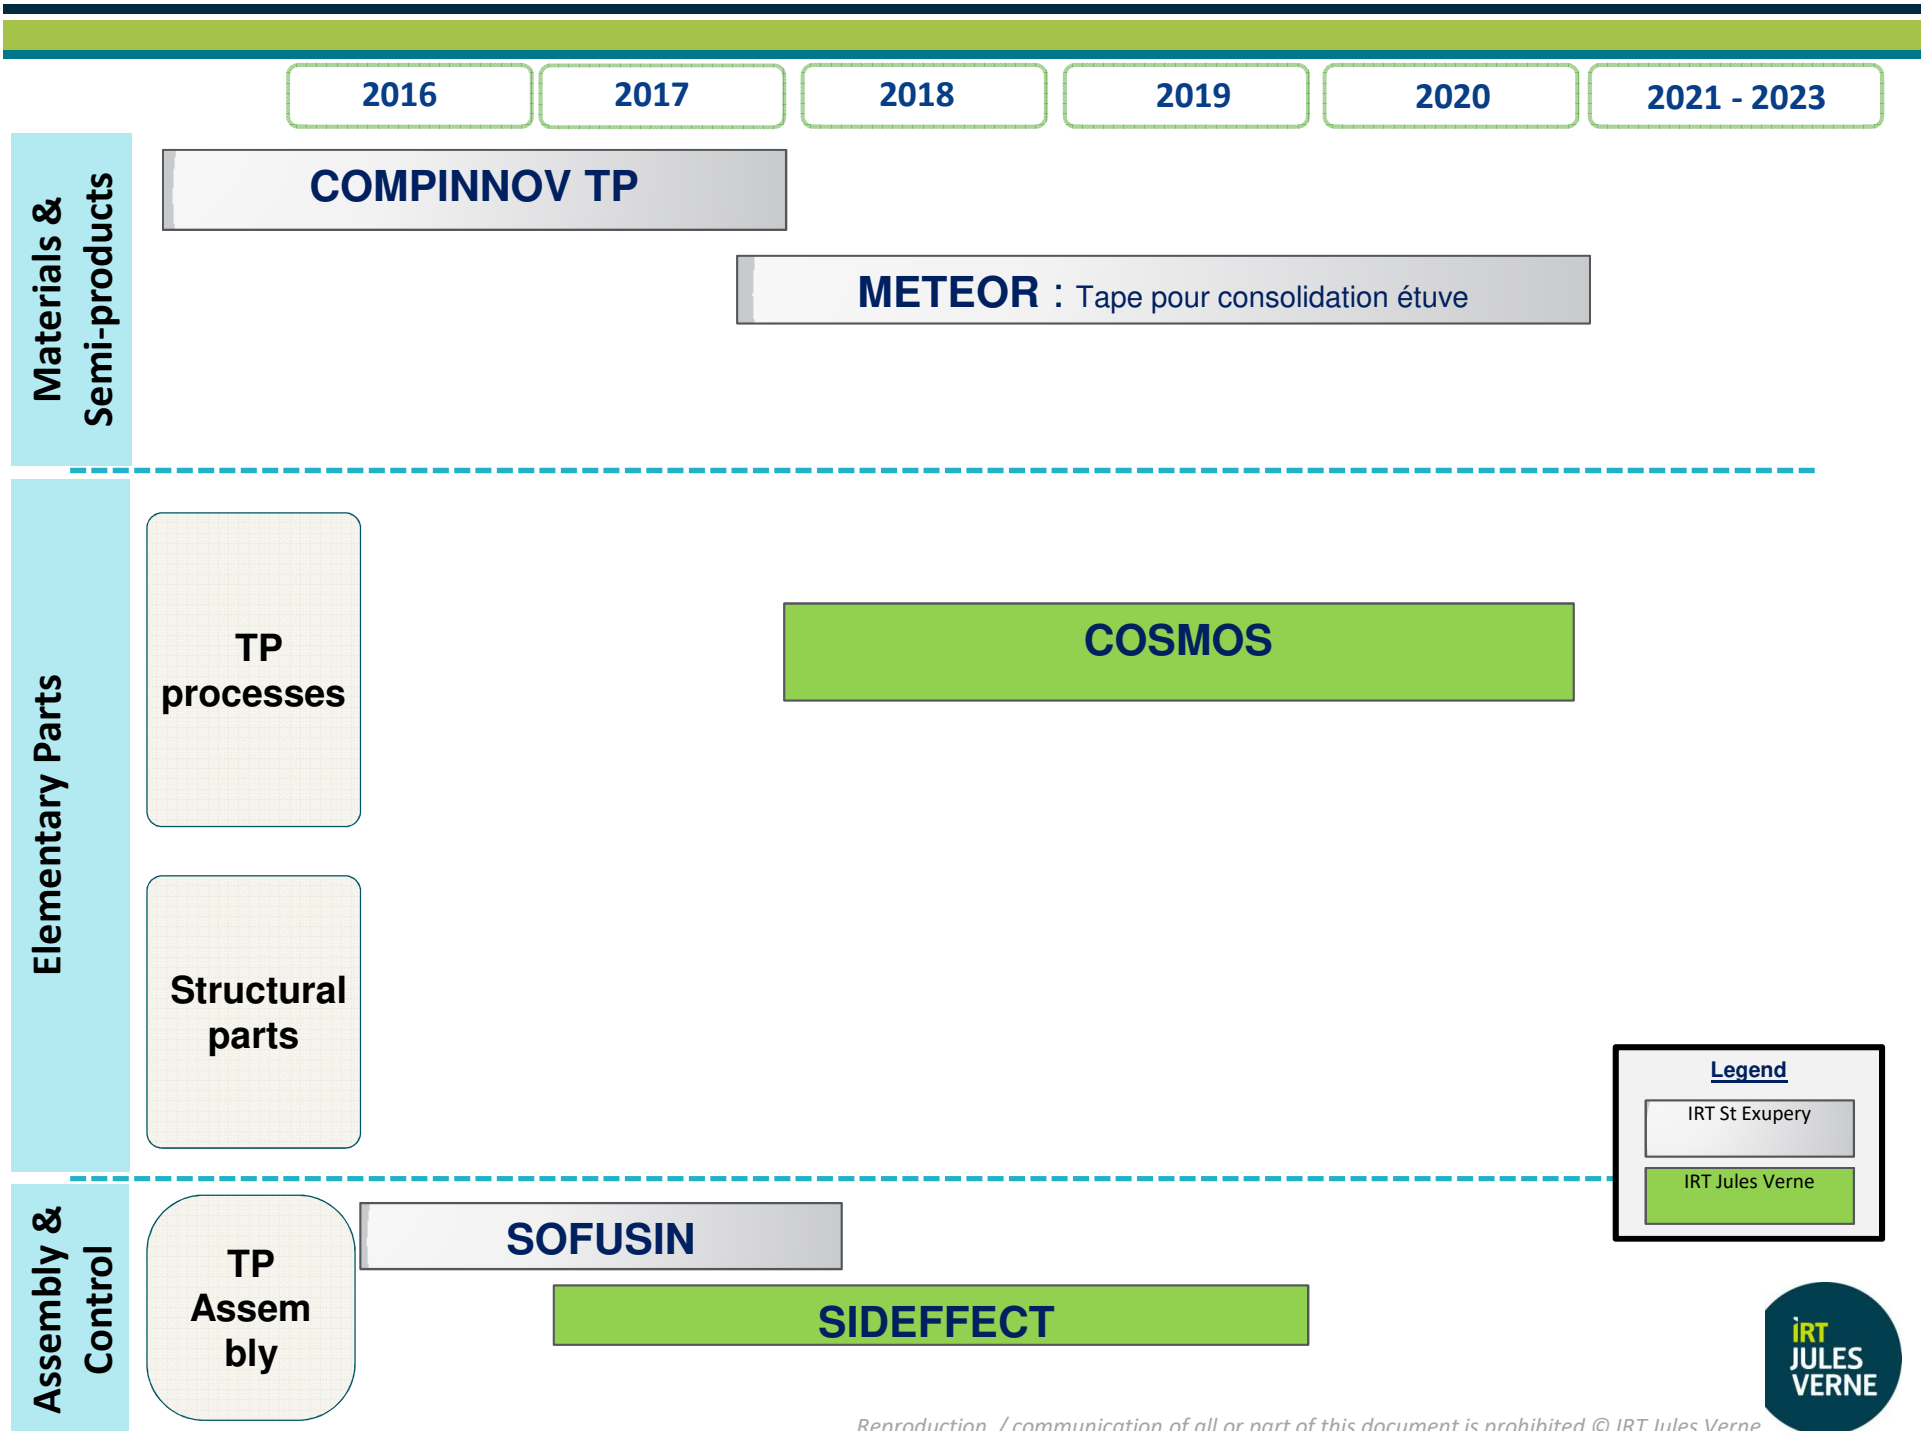 2016 2017 2018 2019 2020 2021 - 2023
Materials &
Semi-products
COMPINNOV TP
METEOR : Tape pour consolidation étuve
Elementary Parts
TP
processes
COSMOS
Structural
parts
Legend
IRT St Exupery
IRT Jules Verne
Assembly &
Control
TP
Assem
bly
SOFUSIN
SIDEFFECT
iRT
JULES
VERNE
Reproduction / communication of all or part of this document is prohibited © IRT Jules Verne